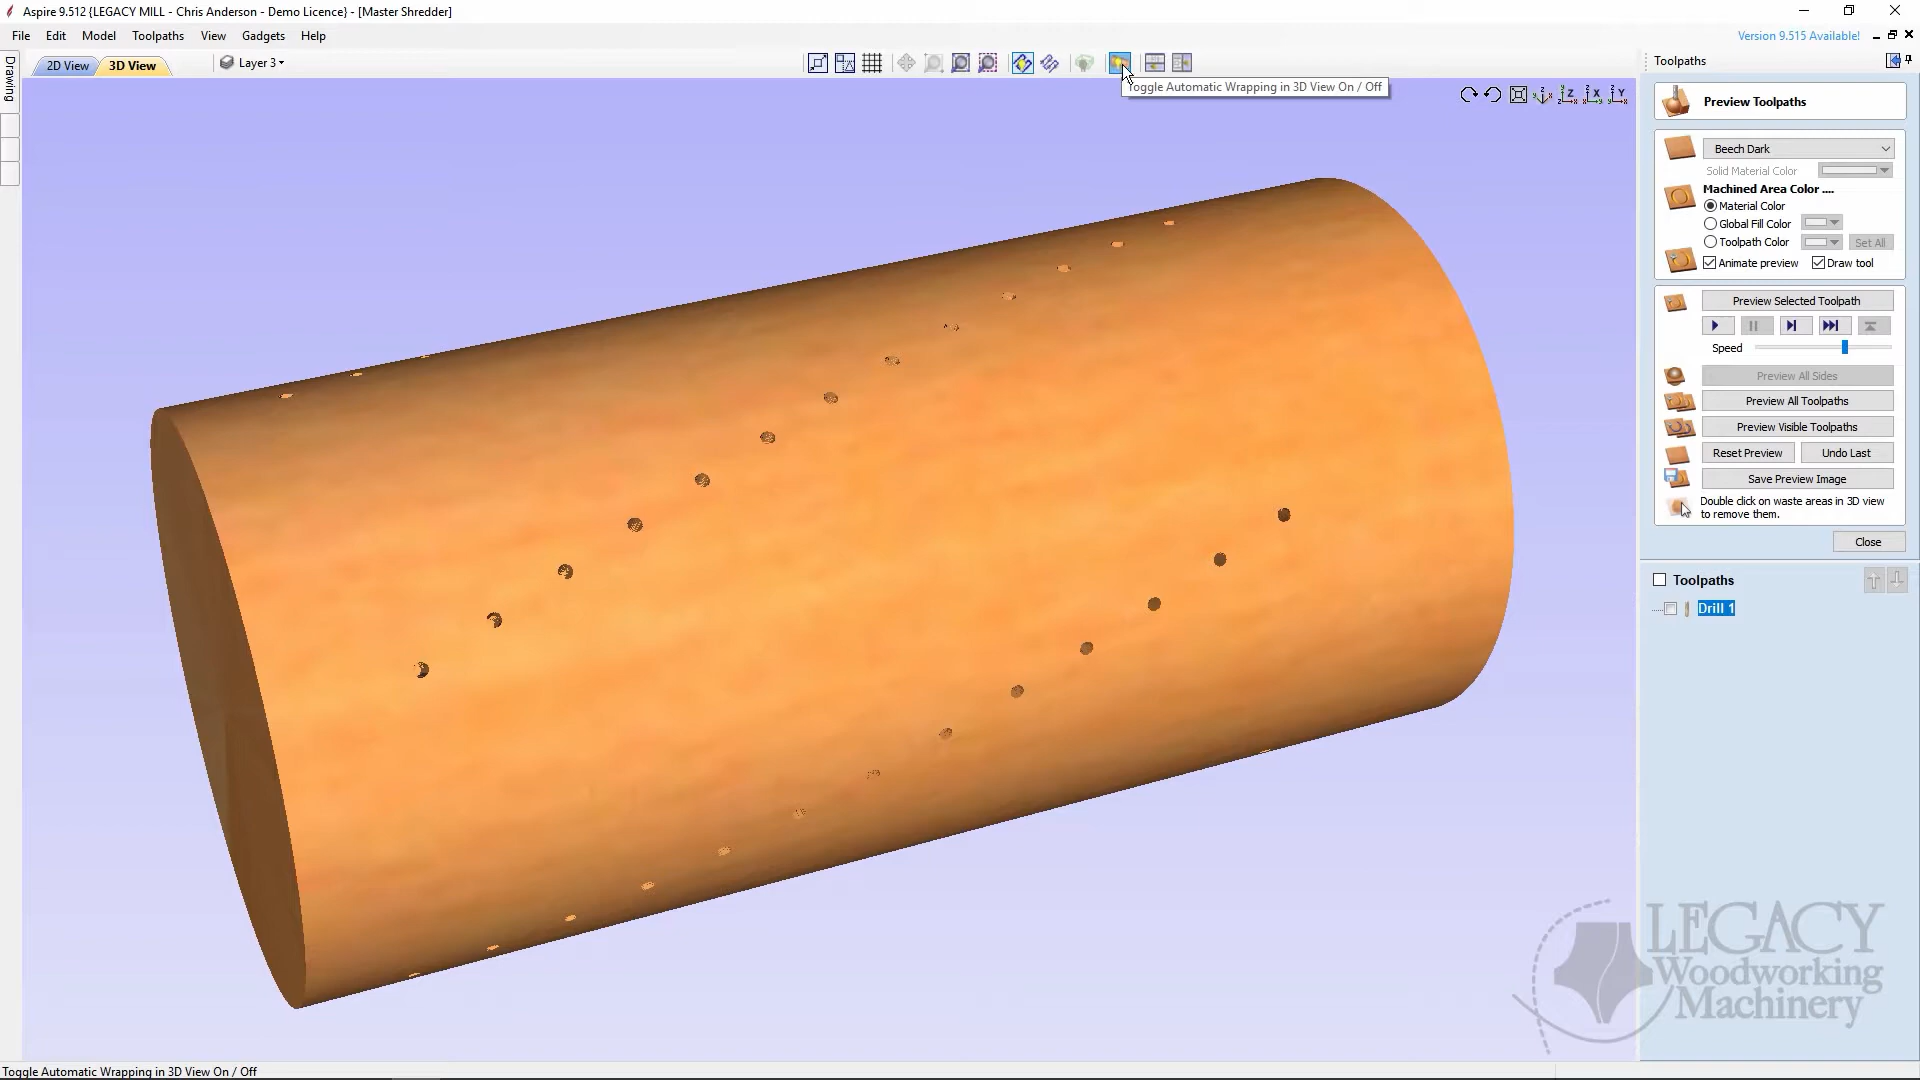 Aspire 9.512 {LEGACY MILL - Chris Anderson - Demo Licence} - [Master Shredder]
File Edit Model Toolpaths View Gadgets Help
Version 9.515 Available!
Drawing
2D View 3D View Layer 3
Toggle Automatic Wrapping in 3D View On / Off
Z X Y
Toolpaths
Preview Toolpaths
Beech Dark
Solid Material Color
Machined Area Color ....
Material Color
Global Fill Color
Toolpath Color Set All
Animate preview Draw tool
Preview Selected Toolpath
Speed
Preview All Sides
Preview All Toolpaths
Preview Visible Toolpaths
Reset Preview Undo Last
Save Preview Image
Double click on waste areas in 3D view
to remove them.
Close
Toolpaths
Drill 1
LEGACY
Woodworking
Machinery
Toggle Automatic Wrapping in 3D View On / Off